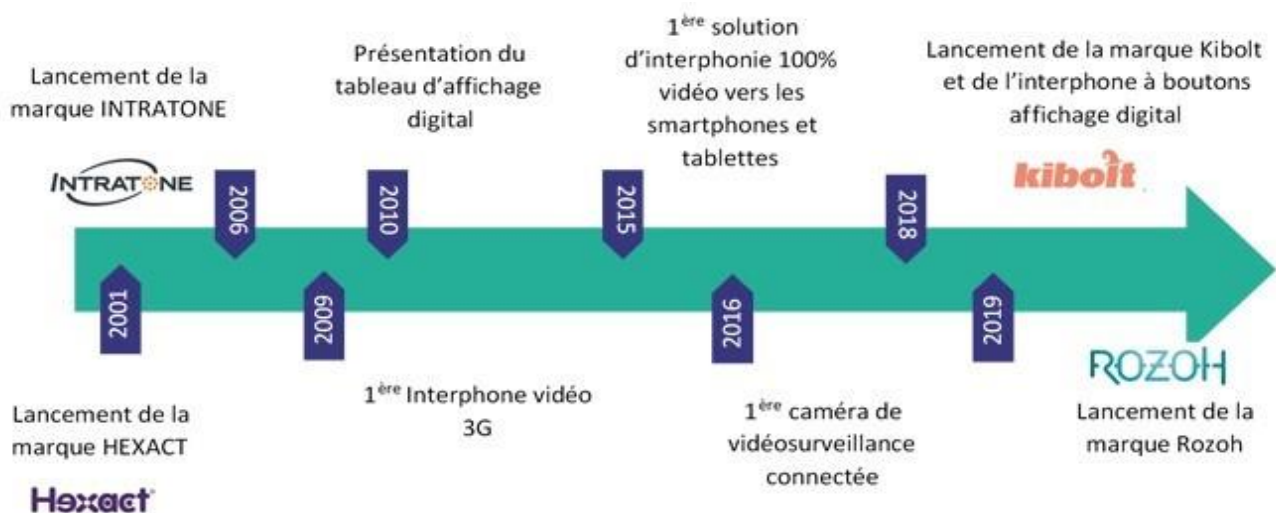 Lancement de la
marque INTRATONE
INTRATONE
2006
Présentation du
tableau d'affichage
digital
2010
1ère solution
d'interphonie 100%
vidéo vers les
smartphones et
tablettes
2015
Lancement de la marque Kibolt
et de l'interphone à boutons
affichage digital
kibolt
2018
2001
Lancement de la
marque HEXACT
Hexact
2009
1ère Interphone vidéo
3G
2016
1ère caméra de
vidéosurveillance
connectée
2019
ROZOH
Lancement de la
marque Rozoh